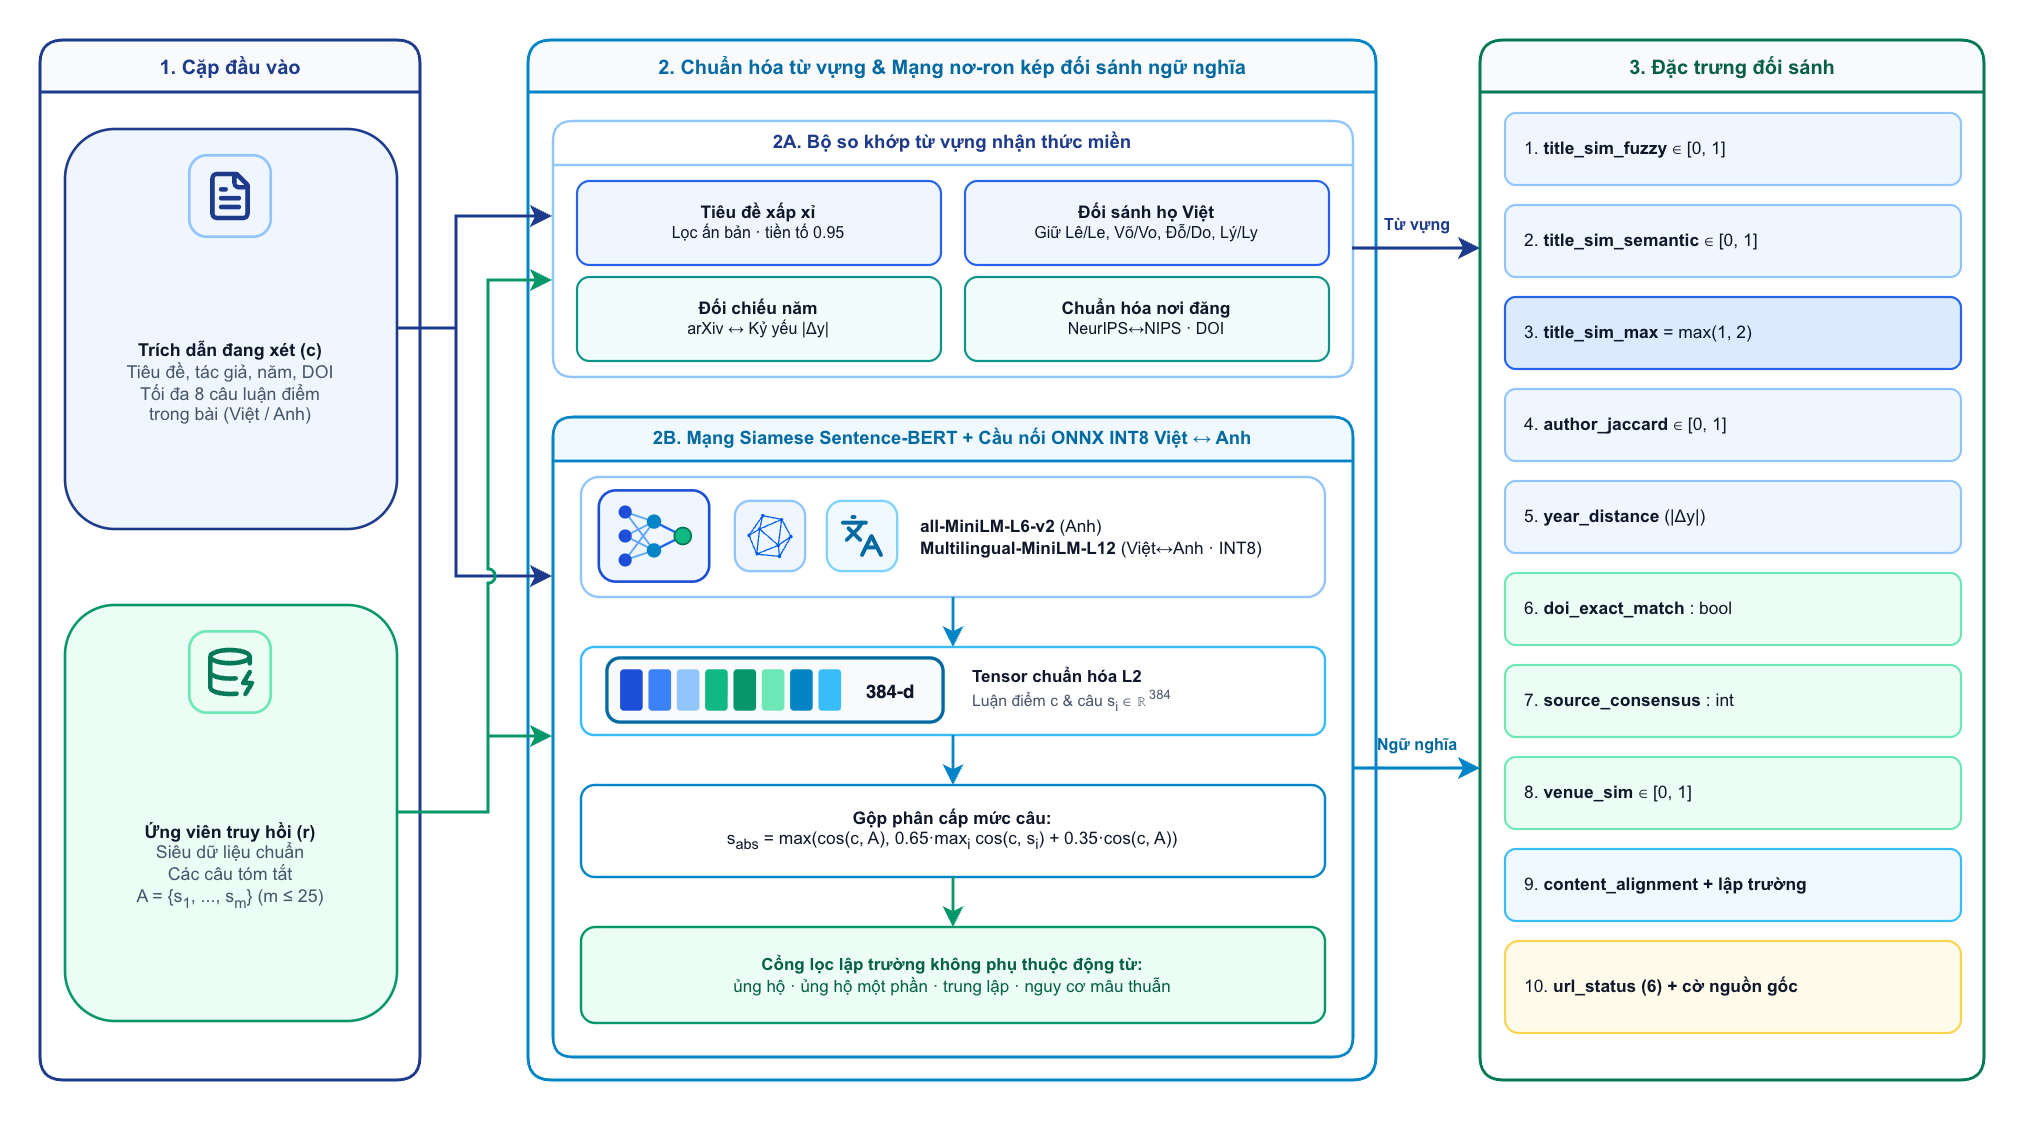 1. Cặp đầu vào
Trích dẫn đang xét (c)
Tiêu đề, tác giả, năm, DOI
Tối đa 8 câu luận điểm
trong bài (Việt / Anh)
Ứng viên truy hồi (r)
Siêu dữ liệu chuẩn
Các câu tóm tắt
A = {s₁, ..., sₘ} (m ≤ 25)
2. Chuẩn hóa từ vựng & Mạng nơ-ron kép đối sánh ngữ nghĩa
2A. Bộ so khớp từ vựng nhận thức miền
Tiêu đề xấp xỉ
Lọc ấn bản · tiền tố 0.95
Đối sánh họ Việt
Giữ Lê/Le, Võ/Vo, Đỗ/Do, Lý/Ly
Đối chiếu năm
arXiv ↔ Kỷ yếu |Δy|
Chuẩn hóa nơi đăng
NeurIPS↔NIPS · DOI
2B. Mạng Siamese Sentence-BERT + Cầu nối ONNX INT8 Việt ↔ Anh
all-MiniLM-L6-v2 (Anh)
Multilingual-MiniLM-L12 (Việt↔Anh · INT8)
384-d
Tensor chuẩn hóa L2
Luận điểm c & câu sᵢ ∈ ℝ³⁸⁴
Gộp phân cấp mức câu:
s_abs = max(cos(c, A), 0.65·maxᵢ cos(c, sᵢ) + 0.35·cos(c, A))
Cổng lọc lập trường không phụ thuộc động từ:
ủng hộ · ủng hộ một phần · trung lập · nguy cơ mâu thuẫn
Từ vựng
Ngữ nghĩa
3. Đặc trưng đối sánh
1. title_sim_fuzzy ∈ [0, 1]
2. title_sim_semantic ∈ [0, 1]
3. title_sim_max = max(1, 2)
4. author_jaccard ∈ [0, 1]
5. year_distance (|Δy|)
6. doi_exact_match : bool
7. source_consensus : int
8. venue_sim ∈ [0, 1]
9. content_alignment + lập trường
10. url_status (6) + cờ nguồn gốc